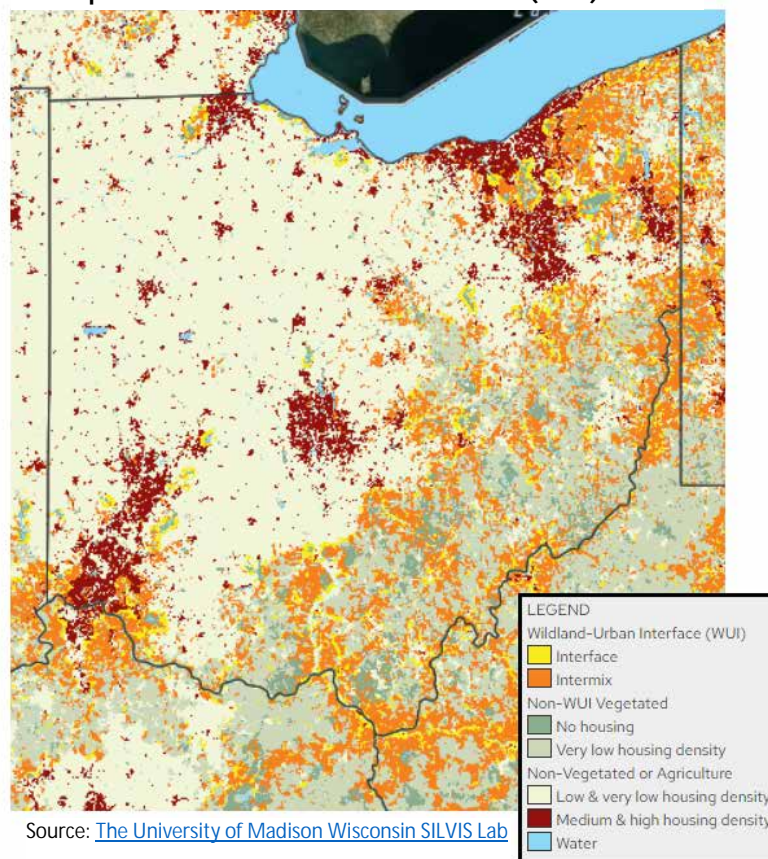 LEGEND
Wildland-Urban Interface (WUI)
Interface
Intermix
Non-WUI Vegetated
No housing
Very low housing density
Non-Vegetated or Agriculture
Low & very low housing density
Medium & high housing density
Water
Source: The University of Madison Wisconsin SILVIS Lab